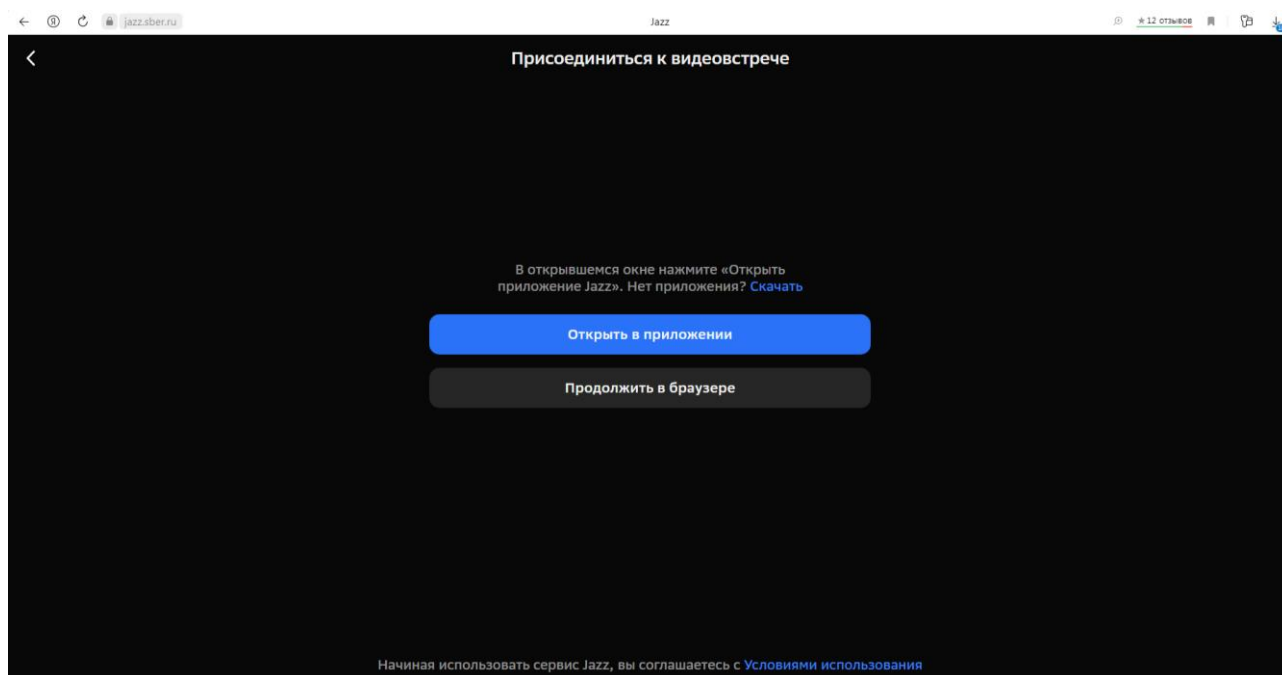 Я jazz.sber.ru Jazz ★ 12 отзывов
Присоединиться к видеовстрече
В открывшемся окне нажмите «Открыть
приложение Jazz». Нет приложения? Скачать
Открыть в приложении
Продолжить в браузере
Начиная использовать сервис Jazz, вы соглашаетесь с Условиями использования